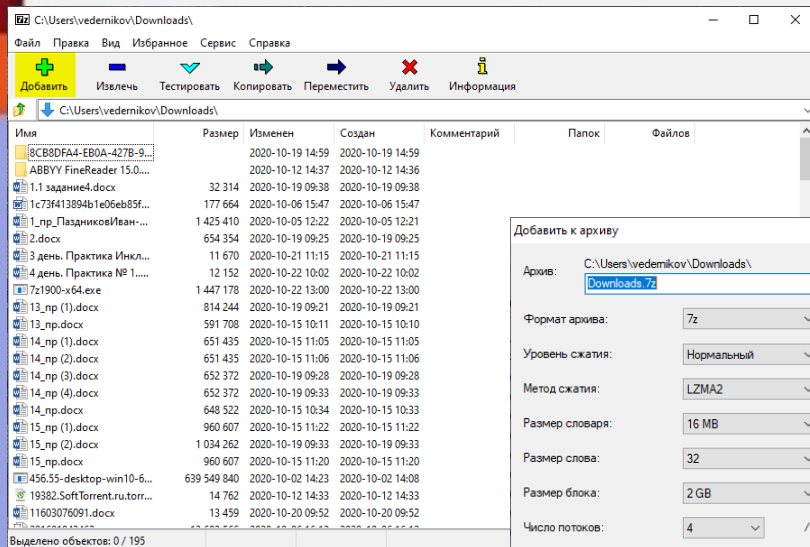 C:\Users\vedernikov\Downloads\
Файл Правка Вид Избранное Сервис Справка
Добавить Извлечь Тестировать Копировать Переместить Удалить Информация
C:\Users\vedernikov\Downloads\
Имя Размер Изменен Создан Комментарий Папок Файлов
8CB8DFA4-EB0A-427B-9... 2020-10-19 14:59 2020-10-19 14:59
ABBYY FineReader 15.0.... 2020-10-12 14:37 2020-10-12 14:36
1.1 задание4.docx 32 314 2020-10-19 09:38 2020-10-19 09:38
1c73f413894b1e06eb85f... 177 664 2020-10-06 15:47 2020-10-06 15:47
1_пр_ПаздниковИван-... 1 425 410 2020-10-05 12:22 2020-10-05 12:21
2.docx 654 354 2020-10-19 09:25 2020-10-19 09:25
3 день. Практика Инкл... 11 670 2020-10-21 11:15 2020-10-21 11:15
4 день. Практика № 1.... 12 152 2020-10-22 10:02 2020-10-22 10:02
7z1900-x64.exe 1 447 178 2020-10-22 13:00 2020-10-22 13:00
13_пр (1).docx 814 244 2020-10-19 09:21 2020-10-19 09:21
13_пр.docx 591 708 2020-10-15 10:11 2020-10-15 10:10
14_пр (1).docx 651 435 2020-10-15 11:05 2020-10-15 11:05
14_пр (2).docx 651 435 2020-10-15 11:06 2020-10-15 11:06
14_пр (3).docx 652 372 2020-10-19 09:28 2020-10-19 09:28
14_пр (4).docx 652 372 2020-10-19 09:33 2020-10-19 09:33
14_пр.docx 648 522 2020-10-15 10:34 2020-10-15 10:33
15_пр (1).docx 960 607 2020-10-15 11:22 2020-10-15 11:22
15_пр (2).docx 1 034 262 2020-10-19 09:33 2020-10-19 09:33
15_пр.docx 960 607 2020-10-15 11:20 2020-10-15 11:20
456.55-desktop-win10-6... 639 549 840 2020-10-02 14:23 2020-10-02 14:08
19382.SoftTorrent.ru.torr... 14 762 2020-10-12 14:33 2020-10-12 14:33
11603076091.docx 13 459 2020-10-20 09:52 2020-10-20 09:52
Выделено объектов: 0 / 195
Добавить к архиву
Архив: C:\Users\vedernikov\Downloads\
Downloads.7z
Формат архива: 7z
Уровень сжатия: Нормальный
Метод сжатия: LZMA2
Размер словаря: 16 MB
Размер слова: 32
Размер блока: 2 GB
Число потоков: 4 /